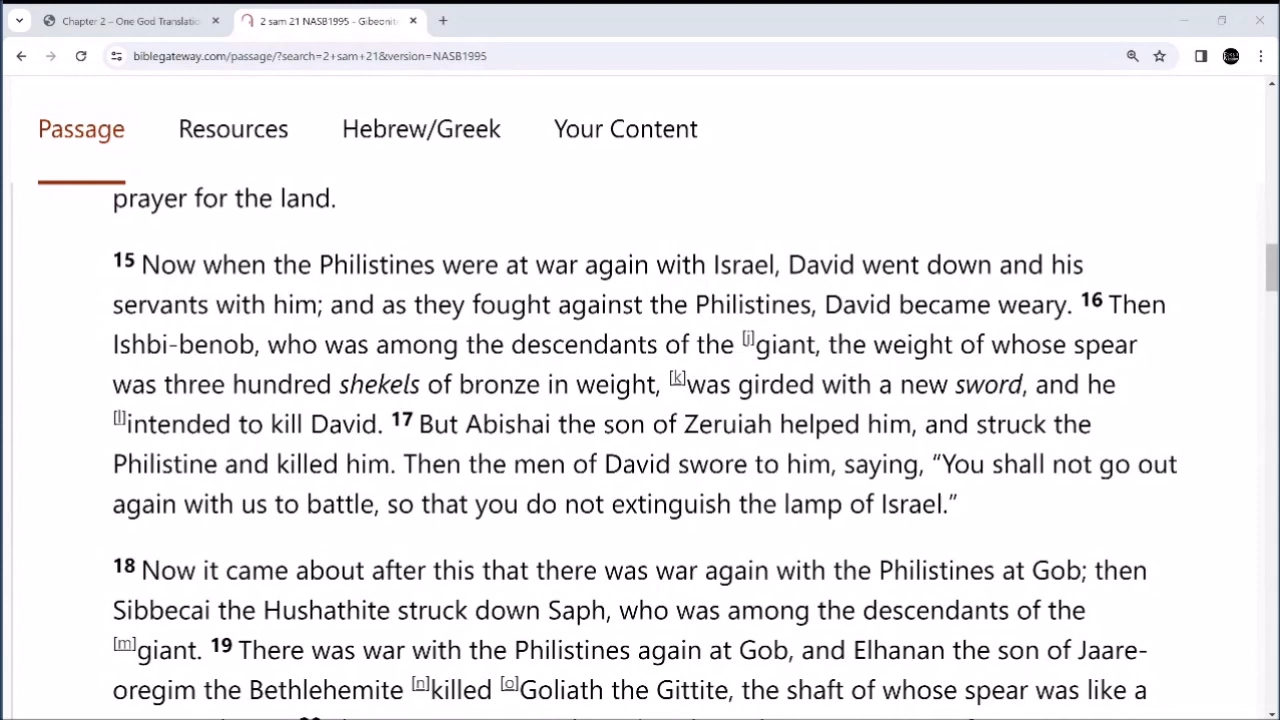 Chapter 2 – One God Translatio
2 sam 21 NASB1995 - Gibeonite
biblegateway.com/passage/?search=2+sam+21&version=NASB1995
Passage Resources Hebrew/Greek Your Content
prayer for the land.
15 Now when the Philistines were at war again with Israel, David went down and his
servants with him; and as they fought against the Philistines, David became weary. 16 Then
Ishbi-benob, who was among the descendants of the [j]giant, the weight of whose spear
was three hundred shekels of bronze in weight, [k]was girded with a new sword, and he
[l]intended to kill David. 17 But Abishai the son of Zeruiah helped him, and struck the
Philistine and killed him. Then the men of David swore to him, saying, “You shall not go out
again with us to battle, so that you do not extinguish the lamp of Israel.”
18 Now it came about after this that there was war again with the Philistines at Gob; then
Sibbecai the Hushathite struck down Saph, who was among the descendants of the
[m]giant. 19 There was war with the Philistines again at Gob, and Elhanan the son of Jaare-
oregim the Bethlehemite [n]killed [o]Goliath the Gittite, the shaft of whose spear was like a